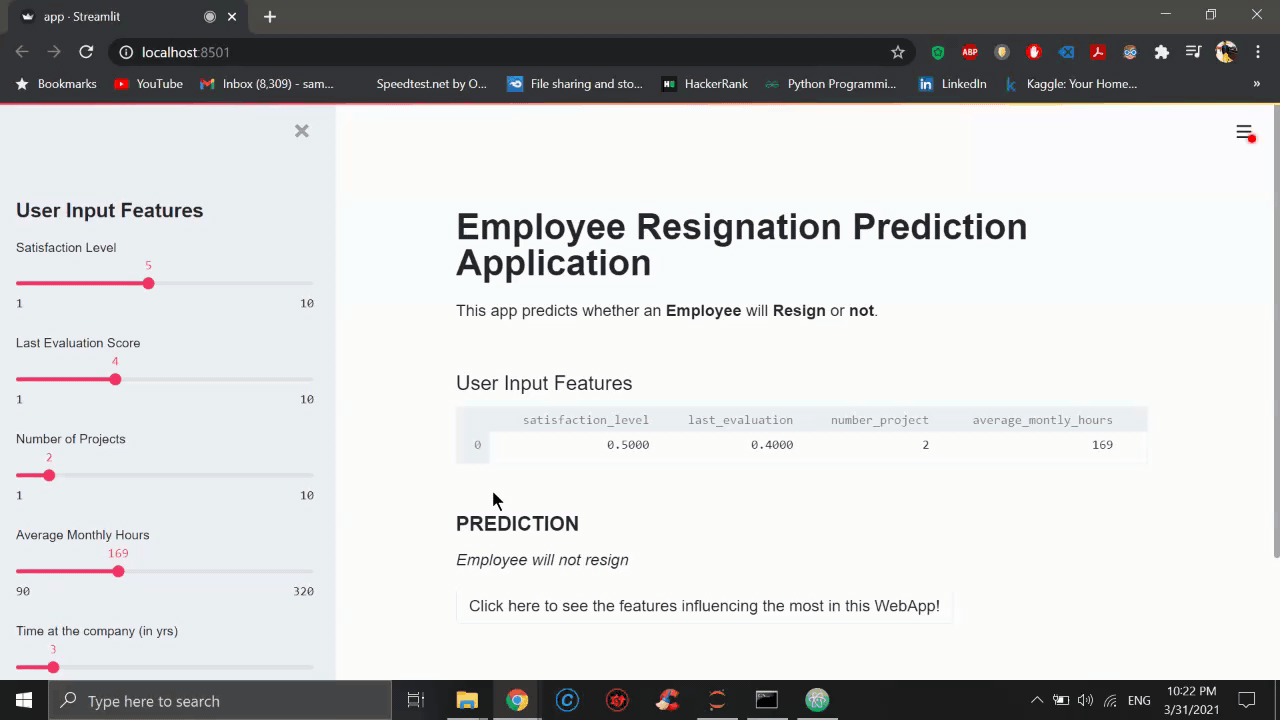 app · Streamlit
localhost:8501
ABP
Bookmarks YouTube Inbox (8,309) - sam... Speedtest.net by O... File sharing and sto... HackerRank Python Programmi... LinkedIn Kaggle: Your Home... »
User Input Features
Satisfaction Level
5
1 10
Last Evaluation Score
4
1 10
Number of Projects
2
1 10
Average Monthly Hours
169
90 320
Time at the company (in yrs)
3
Employee Resignation Prediction
Application
This app predicts whether an Employee will Resign or not.
User Input Features
satisfaction_level last_evaluation number_project average_montly_hours
0 0.5000 0.4000 2 169
PREDICTION
Employee will not resign
Click here to see the features influencing the most in this WebApp!
Type here to search
ENG
10:22 PM
3/31/2021